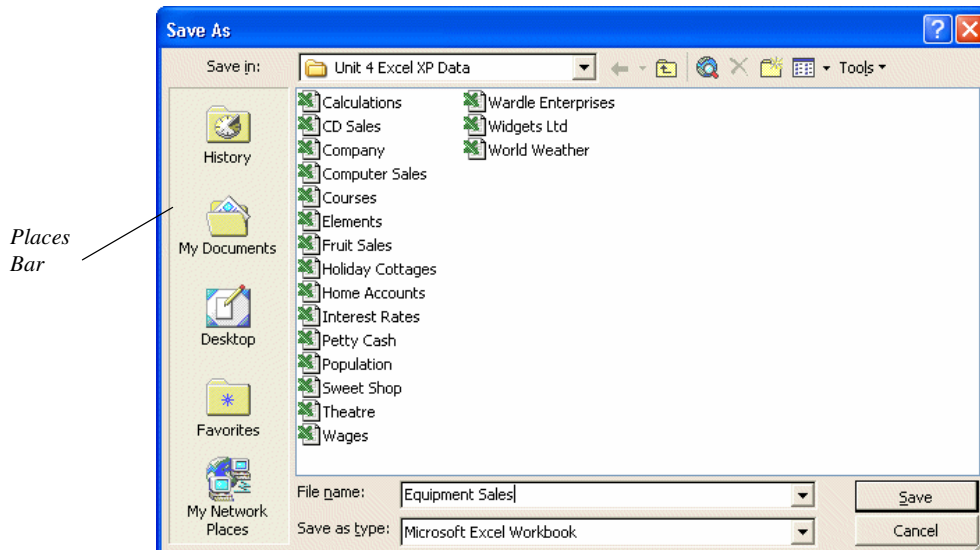 Save As
Save in:
Unit 4 Excel XP Data
Tools
History
My Documents
Desktop
Favorites
My Network
Places
Places
Bar
Calculations
CD Sales
Company
Computer Sales
Courses
Elements
Fruit Sales
Holiday Cottages
Home Accounts
Interest Rates
Petty Cash
Population
Sweet Shop
Theatre
Wages
Wardle Enterprises
Widgets Ltd
World Weather
File name:
Equipment Sales
Save
Save as type:
Microsoft Excel Workbook
Cancel